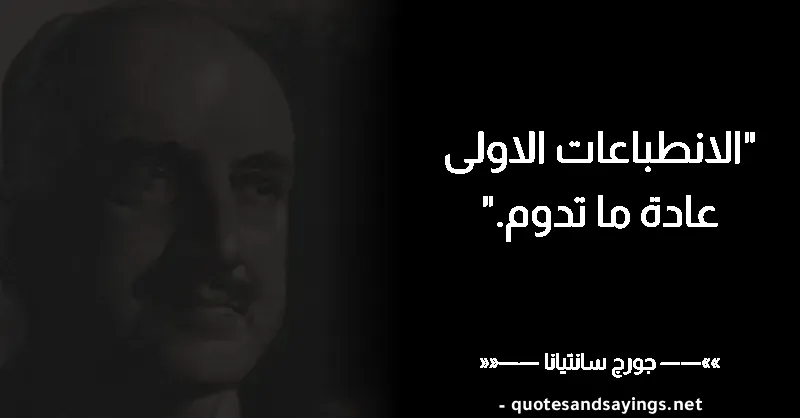 "الانطباعات الاولى
عادة ما تدوم."
»»—— جورج سانتيانا ——««
- quotesandsayings.net